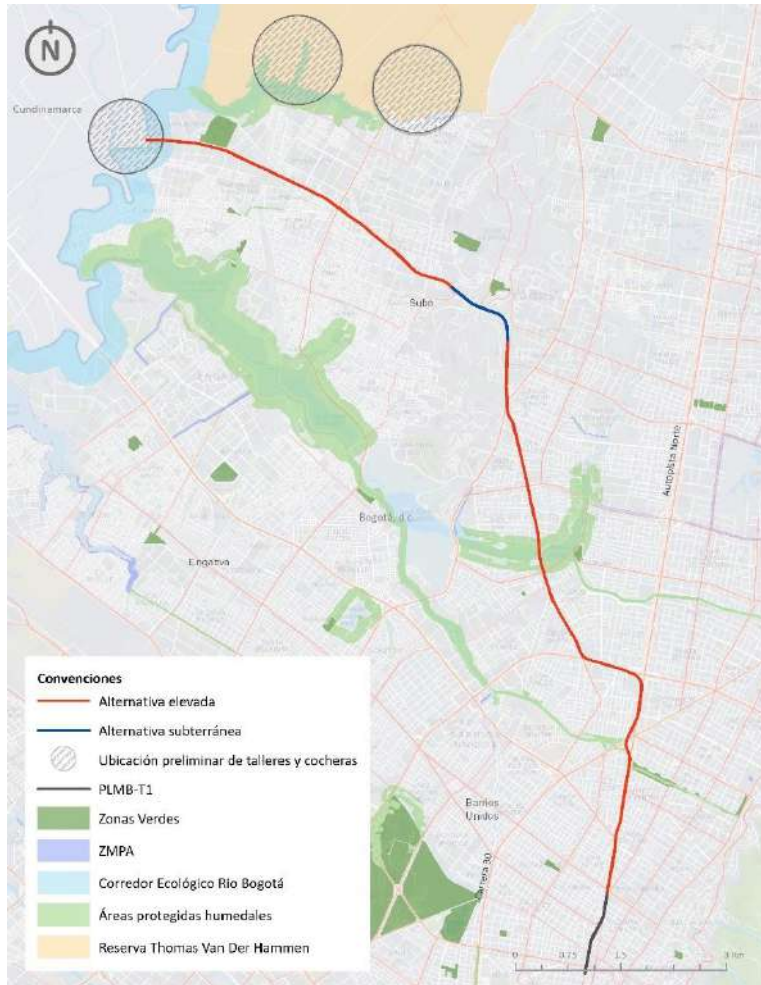 N
Cundinamarca
Suba
Autopista Norte
Bogotá, d.c.
Engativa
Barrios
Unidos
Carrera 30
Convenciones
Alternativa elevada
Alternativa subterránea
Ubicación preliminar de talleres y cocheras
PLMB-T1
Zonas Verdes
ZMPA
Corredor Ecológico Rio Bogotá
Áreas protegidas humedales
Reserva Thomas Van Der Hammen
0 0.75 1.5 3 Km